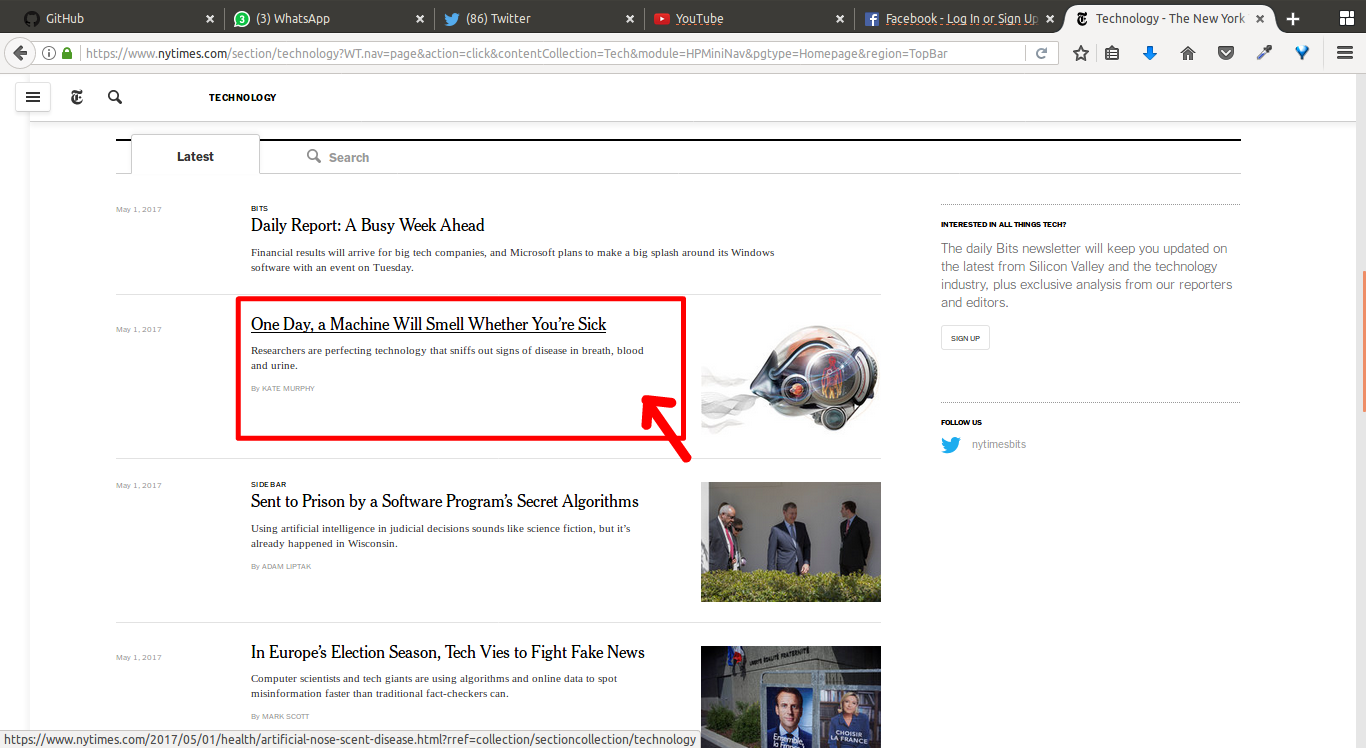 GitHub
(3) WhatsApp
(86) Twitter
YouTube
Facebook - Log In or Sign Up
Technology - The New York
https://www.nytimes.com/section/technology?WT.nav=page&action=click&contentCollection=Tech&module=HPMiniNav&pgtype=Homepage&region=TopBar
TECHNOLOGY
Latest
Search
May 1, 2017
BITS
Daily Report: A Busy Week Ahead
Financial results will arrive for big tech companies, and Microsoft plans to make a big splash around its Windows
software with an event on Tuesday.
May 1, 2017
One Day, a Machine Will Smell Whether You’re Sick
Researchers are perfecting technology that sniffs out signs of disease in breath, blood
and urine.
By KATE MURPHY
May 1, 2017
SIDEBAR
Sent to Prison by a Software Program’s Secret Algorithms
Using artificial intelligence in judicial decisions sounds like science fiction, but it’s
already happened in Wisconsin.
By ADAM LIPTAK
May 1, 2017
In Europe’s Election Season, Tech Vies to Fight Fake News
Computer scientists and tech giants are using algorithms and online data to spot
misinformation faster than traditional fact-checkers can.
By MARK SCOTT
INTERESTED IN ALL THINGS TECH?
The daily Bits newsletter will keep you updated on
the latest from Silicon Valley and the technology
industry, plus exclusive analysis from our reporters
and editors.
SIGN UP
FOLLOW US
nytimesbits
Ensemble,
la France
CHOISIR
LA FRANCE
https://www.nytimes.com/2017/05/01/health/artificial-nose-scent-disease.html?rref=collection/sectioncollection/technology